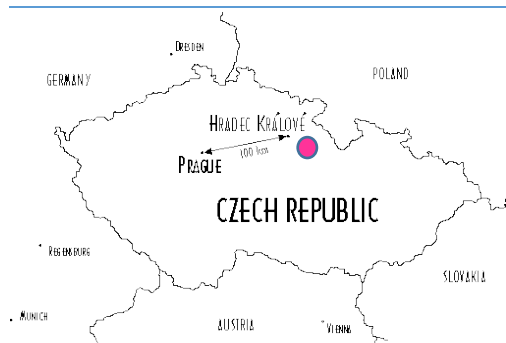 DRESDEN
GERMANY
POLAND
HRADEC KRÁLOVÉ
100 km
PRAGUE
CZECH REPUBLIC
REGENSBURG
SLOVAKIA
MUNICH
AUSTRIA
VIENNA